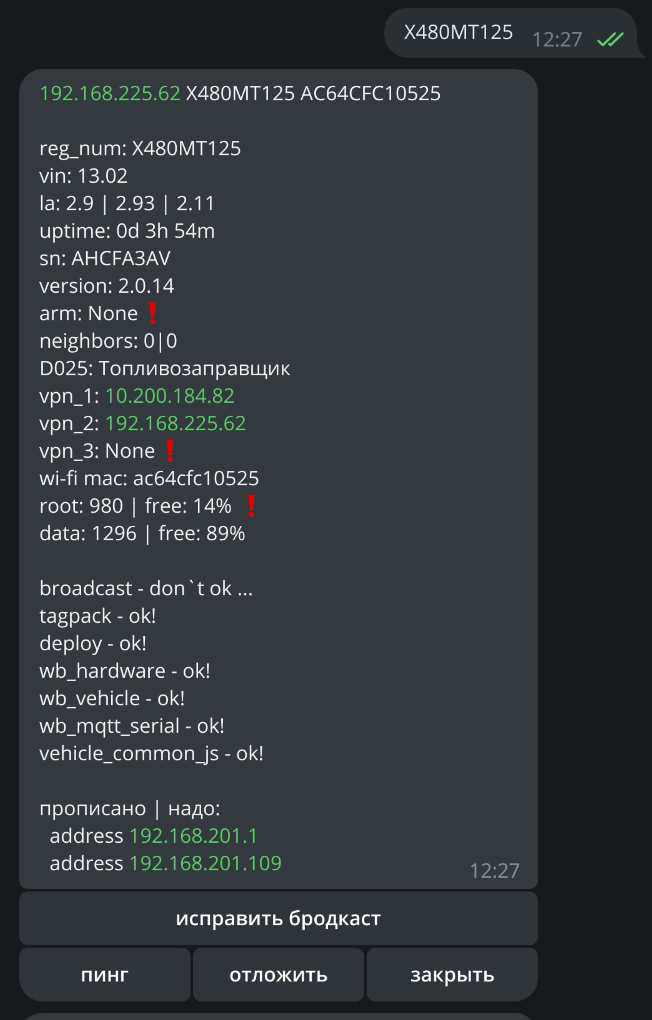 X480MT125
12:27
192.168.225.62 X480MT125 AC64CFC10525
reg_num: X480MT125
vin: 13.02
la: 2.9 | 2.93 | 2.11
uptime: 0d 3h 54m
sn: AHCFA3AV
version: 2.0.14
arm: None ❗
neighbors: 0|0
D025: Топливозаправщик
vpn_1: 10.200.184.82
vpn_2: 192.168.225.62
vpn_3: None ❗
wi-fi mac: ac64cfc10525
root: 980 | free: 14% ❗
data: 1296 | free: 89%
broadcast - don`t ok ...
tagpack - ok!
deploy - ok!
wb_hardware - ok!
wb_vehicle - ok!
wb_mqtt_serial - ok!
vehicle_common_js - ok!
прописано | надо:
address 192.168.201.1
address 192.168.201.109
12:27
исправить бродкаст
пинг
отложить
закрыть